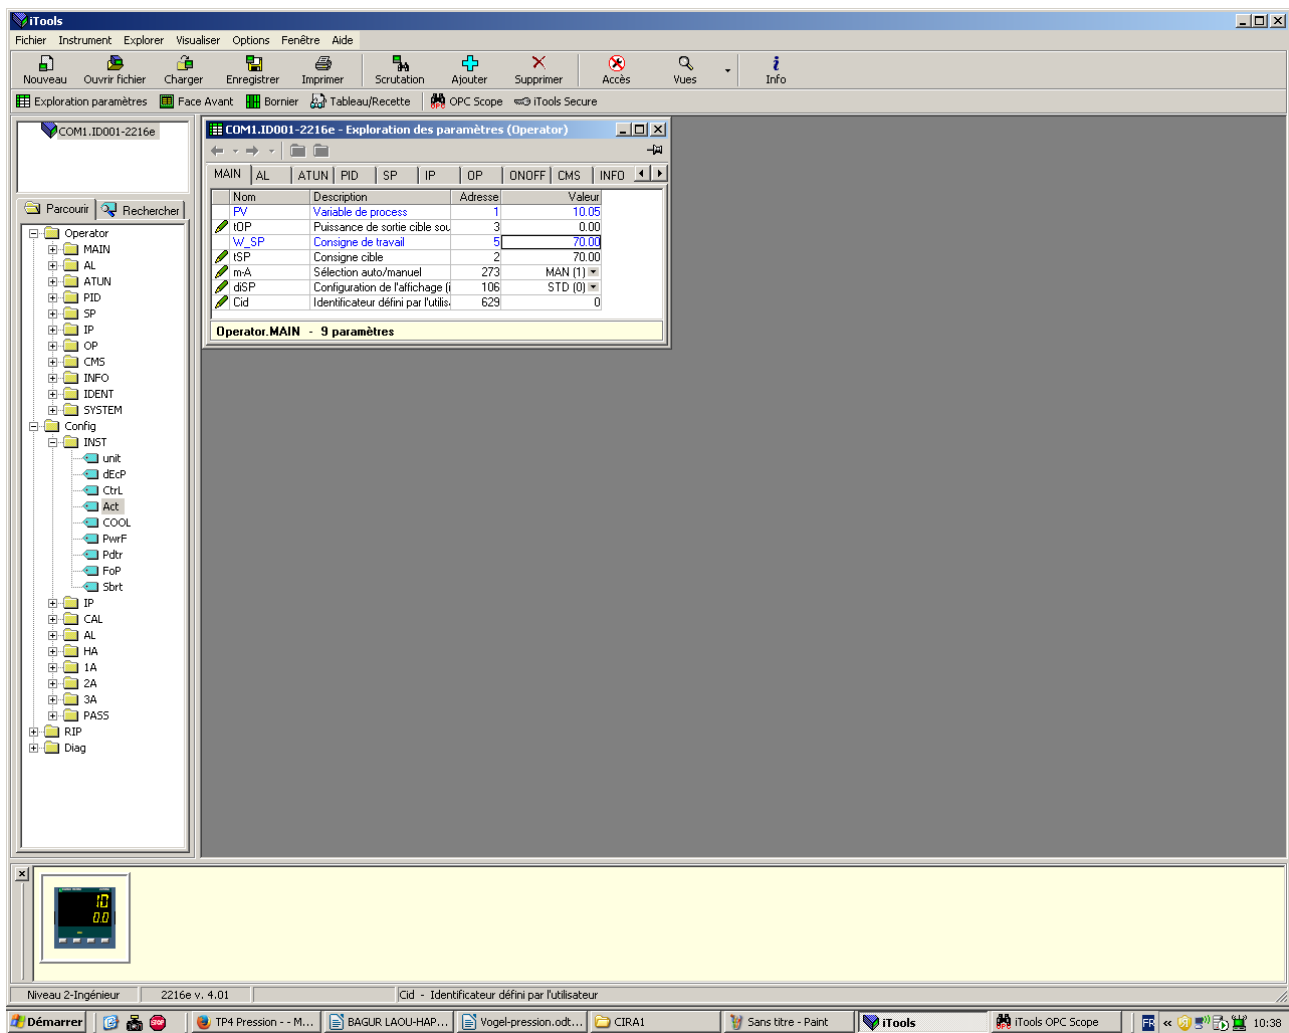 iTools
Fichier Instrument Explorer Visualiser Options Fenêtre Aide
Nouveau Ouvrir fichier Charger Enregistrer Imprimer Scrutation Ajouter Supprimer Accès Vues Info
Exploration paramètres Face Avant Bornier Tableau/Recette OPC Scope iTools Secure
COM1.ID001-2216e
COM1.ID001-2216e - Exploration des paramètres (Operator)
MAIN AL ATUN PID SP IP OP ONOFF CMS INFO
Nom Description Adresse Valeur
PV Variable de process 1 10.05
tOP Puissance de sortie cible sou 3 0.00
W_SP Consigne de travail 5 70.00
tSP Consigne cible 2 70.00
m-A Sélection auto/manuel 273 MAN (1)
diSP Configuration de l'affichage (i 106 STD (0)
Cid Identificateur défini par l'utilis 629 0
Operator.MAIN - 9 paramètres
Parcourir Rechercher
Operator
MAIN
AL
ATUN
PID
SP
IP
OP
CMS
INFO
IDENT
SYSTEM
Config
INST
unit
dEcP
CtrL
Act
COOL
PwrF
Pdtr
FoP
Sbrt
IP
CAL
AL
HA
1A
2A
3A
PASS
RIP
Diag
10
0.0
Niveau 2-Ingénieur 2216e v. 4.01 Cid - Identificateur défini par l'utilisateur
Démarrer TP4 Pression - - M... BAGUR LAOU-HAP... Vogel-pression.odt... CIRA1 Sans titre - Paint iTools iTools OPC Scope FR « 10:38